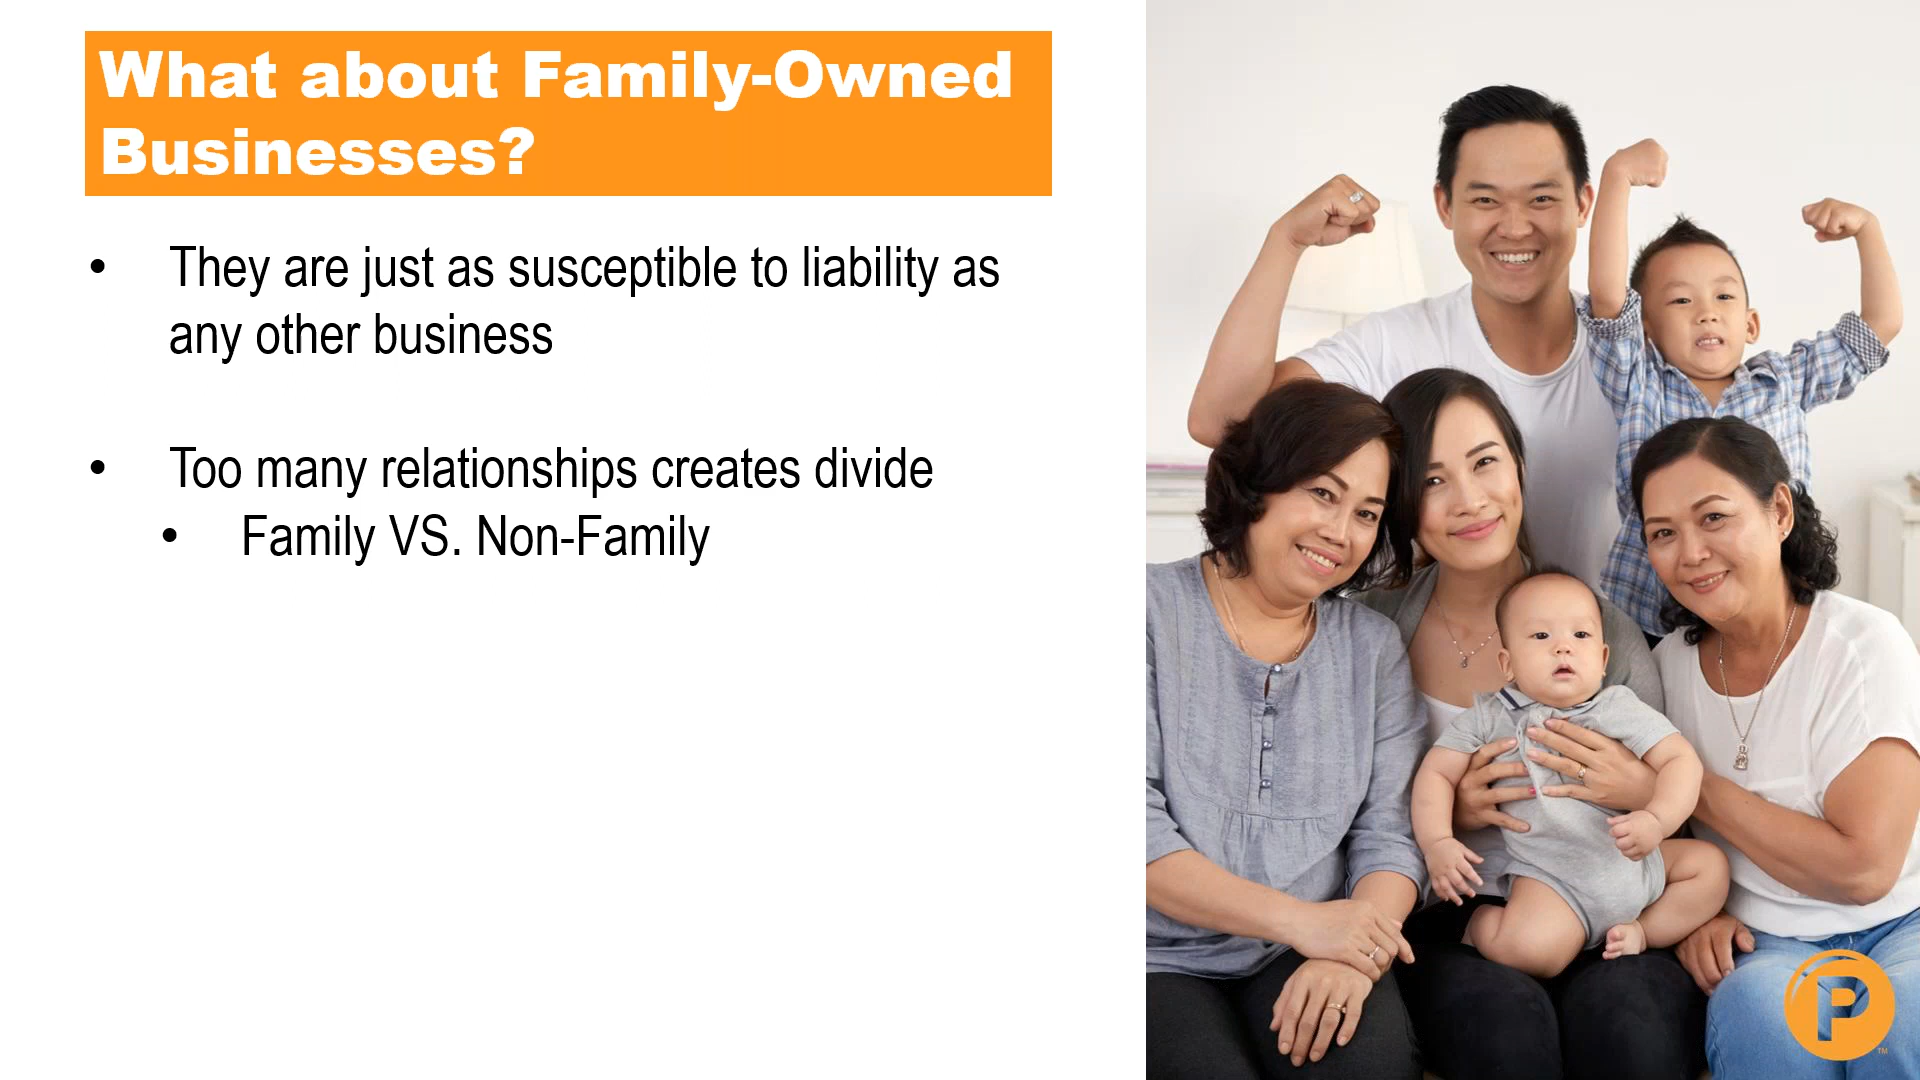 What about Family-Owned
Businesses?
• They are just as susceptible to liability as
any other business
• Too many relationships creates divide
• Family VS. Non-Family
P
TM